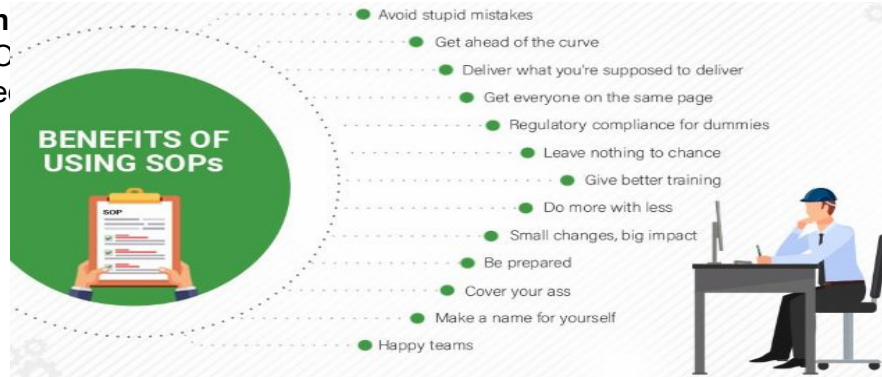 BENEFITS OF
USING SOPs
SOP
Avoid stupid mistakes
Get ahead of the curve
Deliver what you're supposed to deliver
Get everyone on the same page
Regulatory compliance for dummies
Leave nothing to chance
Give better training
Do more with less
Small changes, big impact
Be prepared
Cover your ass
Make a name for yourself
Happy teams